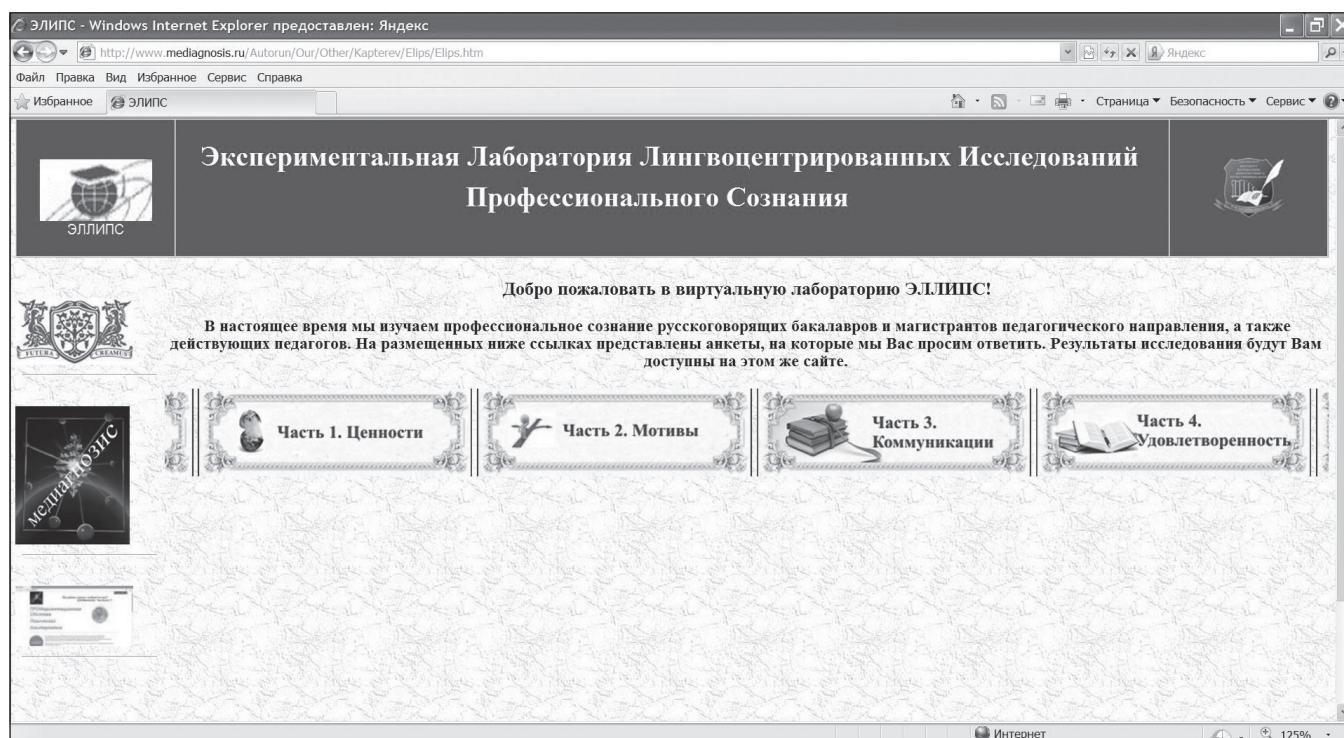 ЭЛИПС - Windows Internet Explorer предоставлен: Яндекс
http://www.mediagnosis.ru/Autorun/Our/Other/Kapterev/Elips/Elips.htm
Яндекс
Файл Правка Вид Избранное Сервис Справка
Избранное ЭЛИПС Страница Безопасность Сервис
Экспериментальная Лаборатория Лингвоцентрированных Исследований
Профессионального Сознания
ЭЛЛИПС
Добро пожаловать в виртуальную лабораторию ЭЛЛИПС!
В настоящее время мы изучаем профессиональное сознание русскоговорящих бакалавров и магистрантов педагогического направления, а также
действующих педагогов. На размещенных ниже ссылках представлены анкеты, на которые мы Вас просим ответить. Результаты исследования будут Вам
доступны на этом же сайте.
FUTURA CREAMUS
Часть 1. Ценности
Часть 2. Мотивы
Часть 3.
Коммуникации
Часть 4.
Удовлетворенность
медиагнозис
Интернет
125%